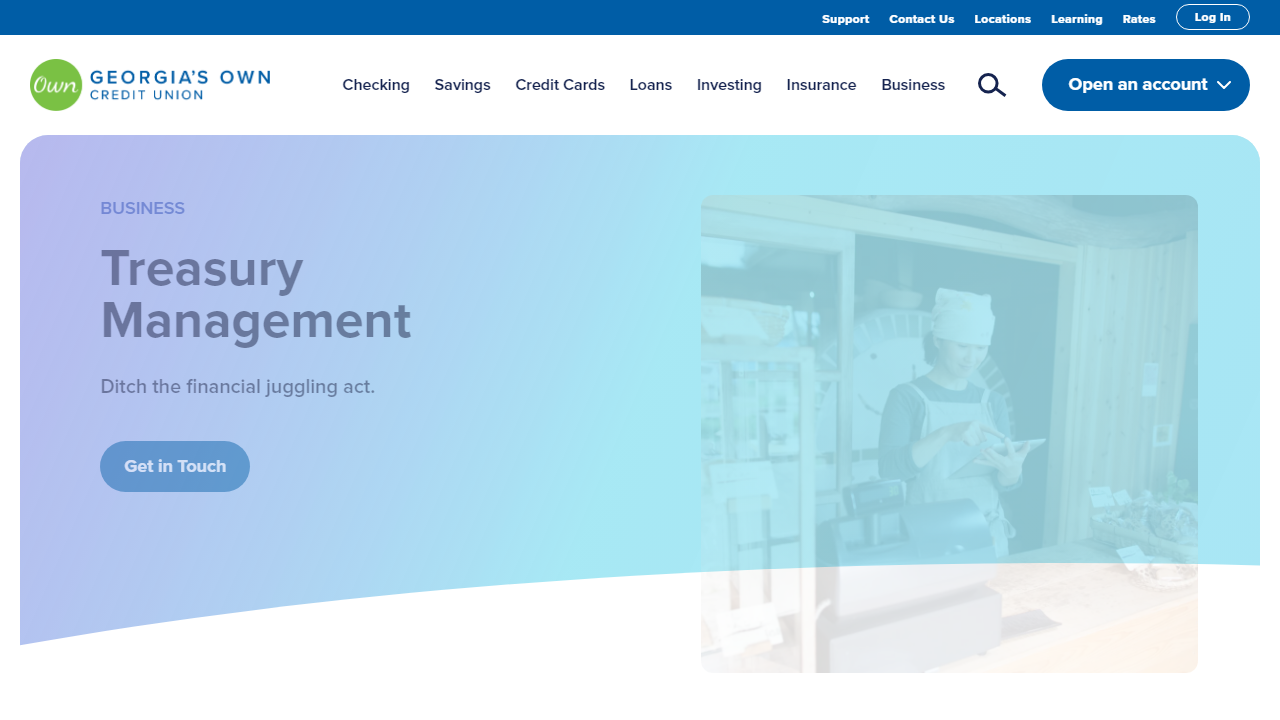 Support Contact Us Locations Learning Rates Log In
Own GEORGIA'S OWN
CREDIT UNION
Checking Savings Credit Cards Loans Investing Insurance Business Open an account
BUSINESS
Treasury
Management
Ditch the financial juggling act.
Get in Touch